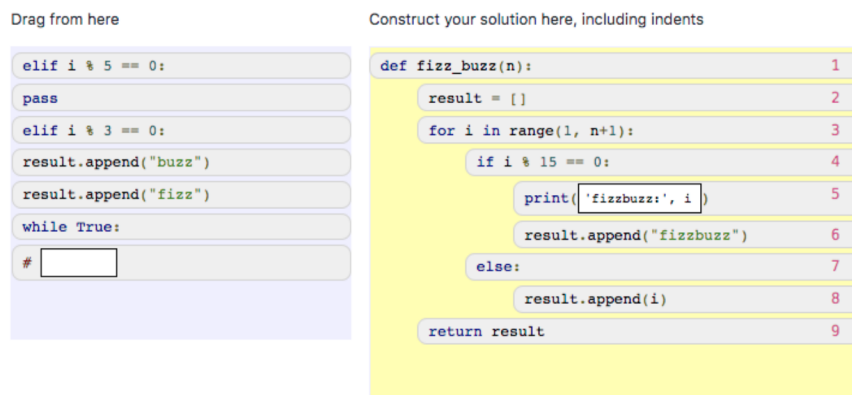 Drag from here
elif i % 5 == 0:
pass
elif i % 3 == 0:
result.append("buzz")
result.append("fizz")
while True:
#
Construct your solution here, including indents
def fizz_buzz(n): 1
result = [] 2
for i in range(1, n+1): 3
if i % 15 == 0: 4
print('fizzbuzz:', i) 5
result.append("fizzbuzz") 6
else: 7
result.append(i) 8
return result 9